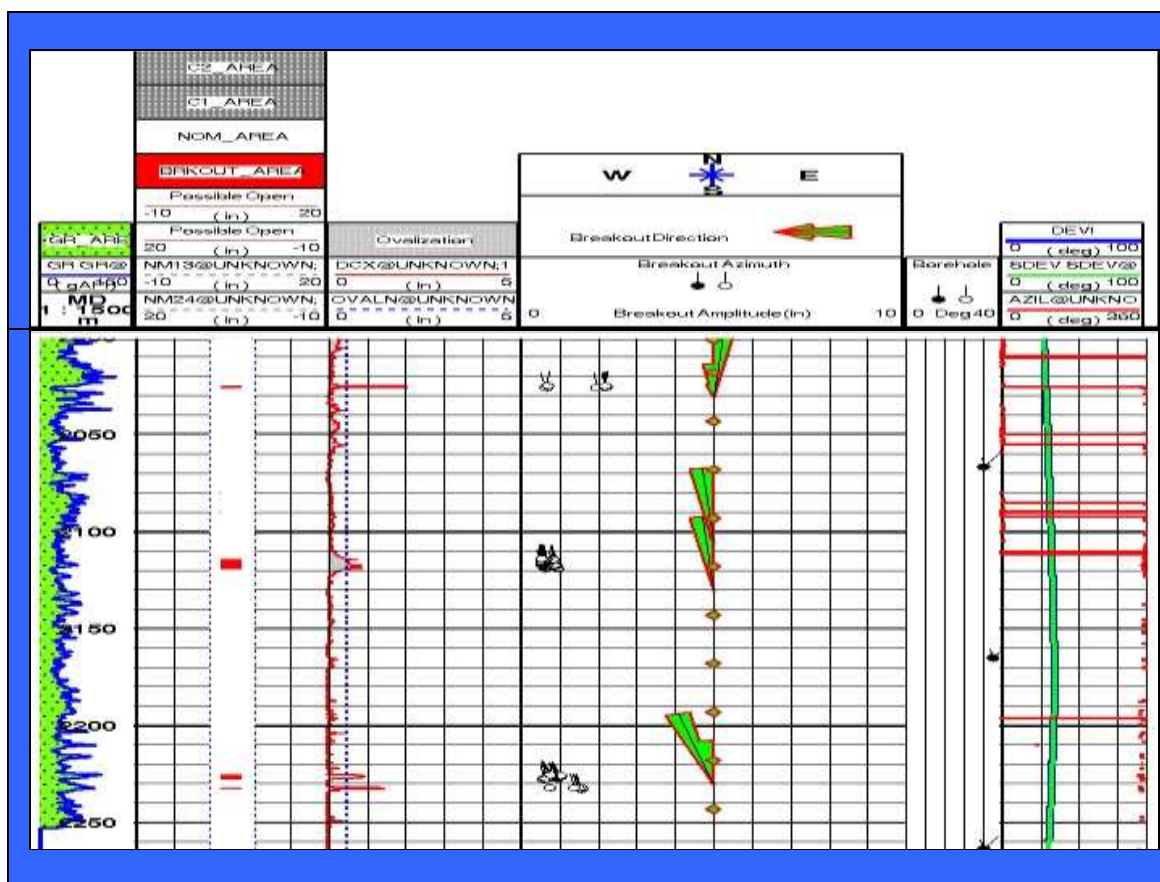 C2_AREA
C1_AREA
NOM_AREA
BRKOUT_AREA
Possible Open
-10 (in) 20
Possible Open
20 (in) -10
NM13@UNKNOWN;
-10 (in) 20
NM24@UNKNOWN;
20 (in) -10
GR_ARE
GR GR@
MD
1 : 1500
m
Ovalization
DCX@UNKNOWN;1
0 (in) 5
OVALN@UNKNOWN
0 (in) 5
N
W E
S
Breakout Direction
Breakout Azimuth
0 Breakout Amplitude(in) 10
Borehole
0 Deg 40
DEVI
0 (deg) 100
SDEV SDEV@
0 (deg) 100
AZIL@UNKNO
0 (deg) 360
2050
2100
2150
2200
2250